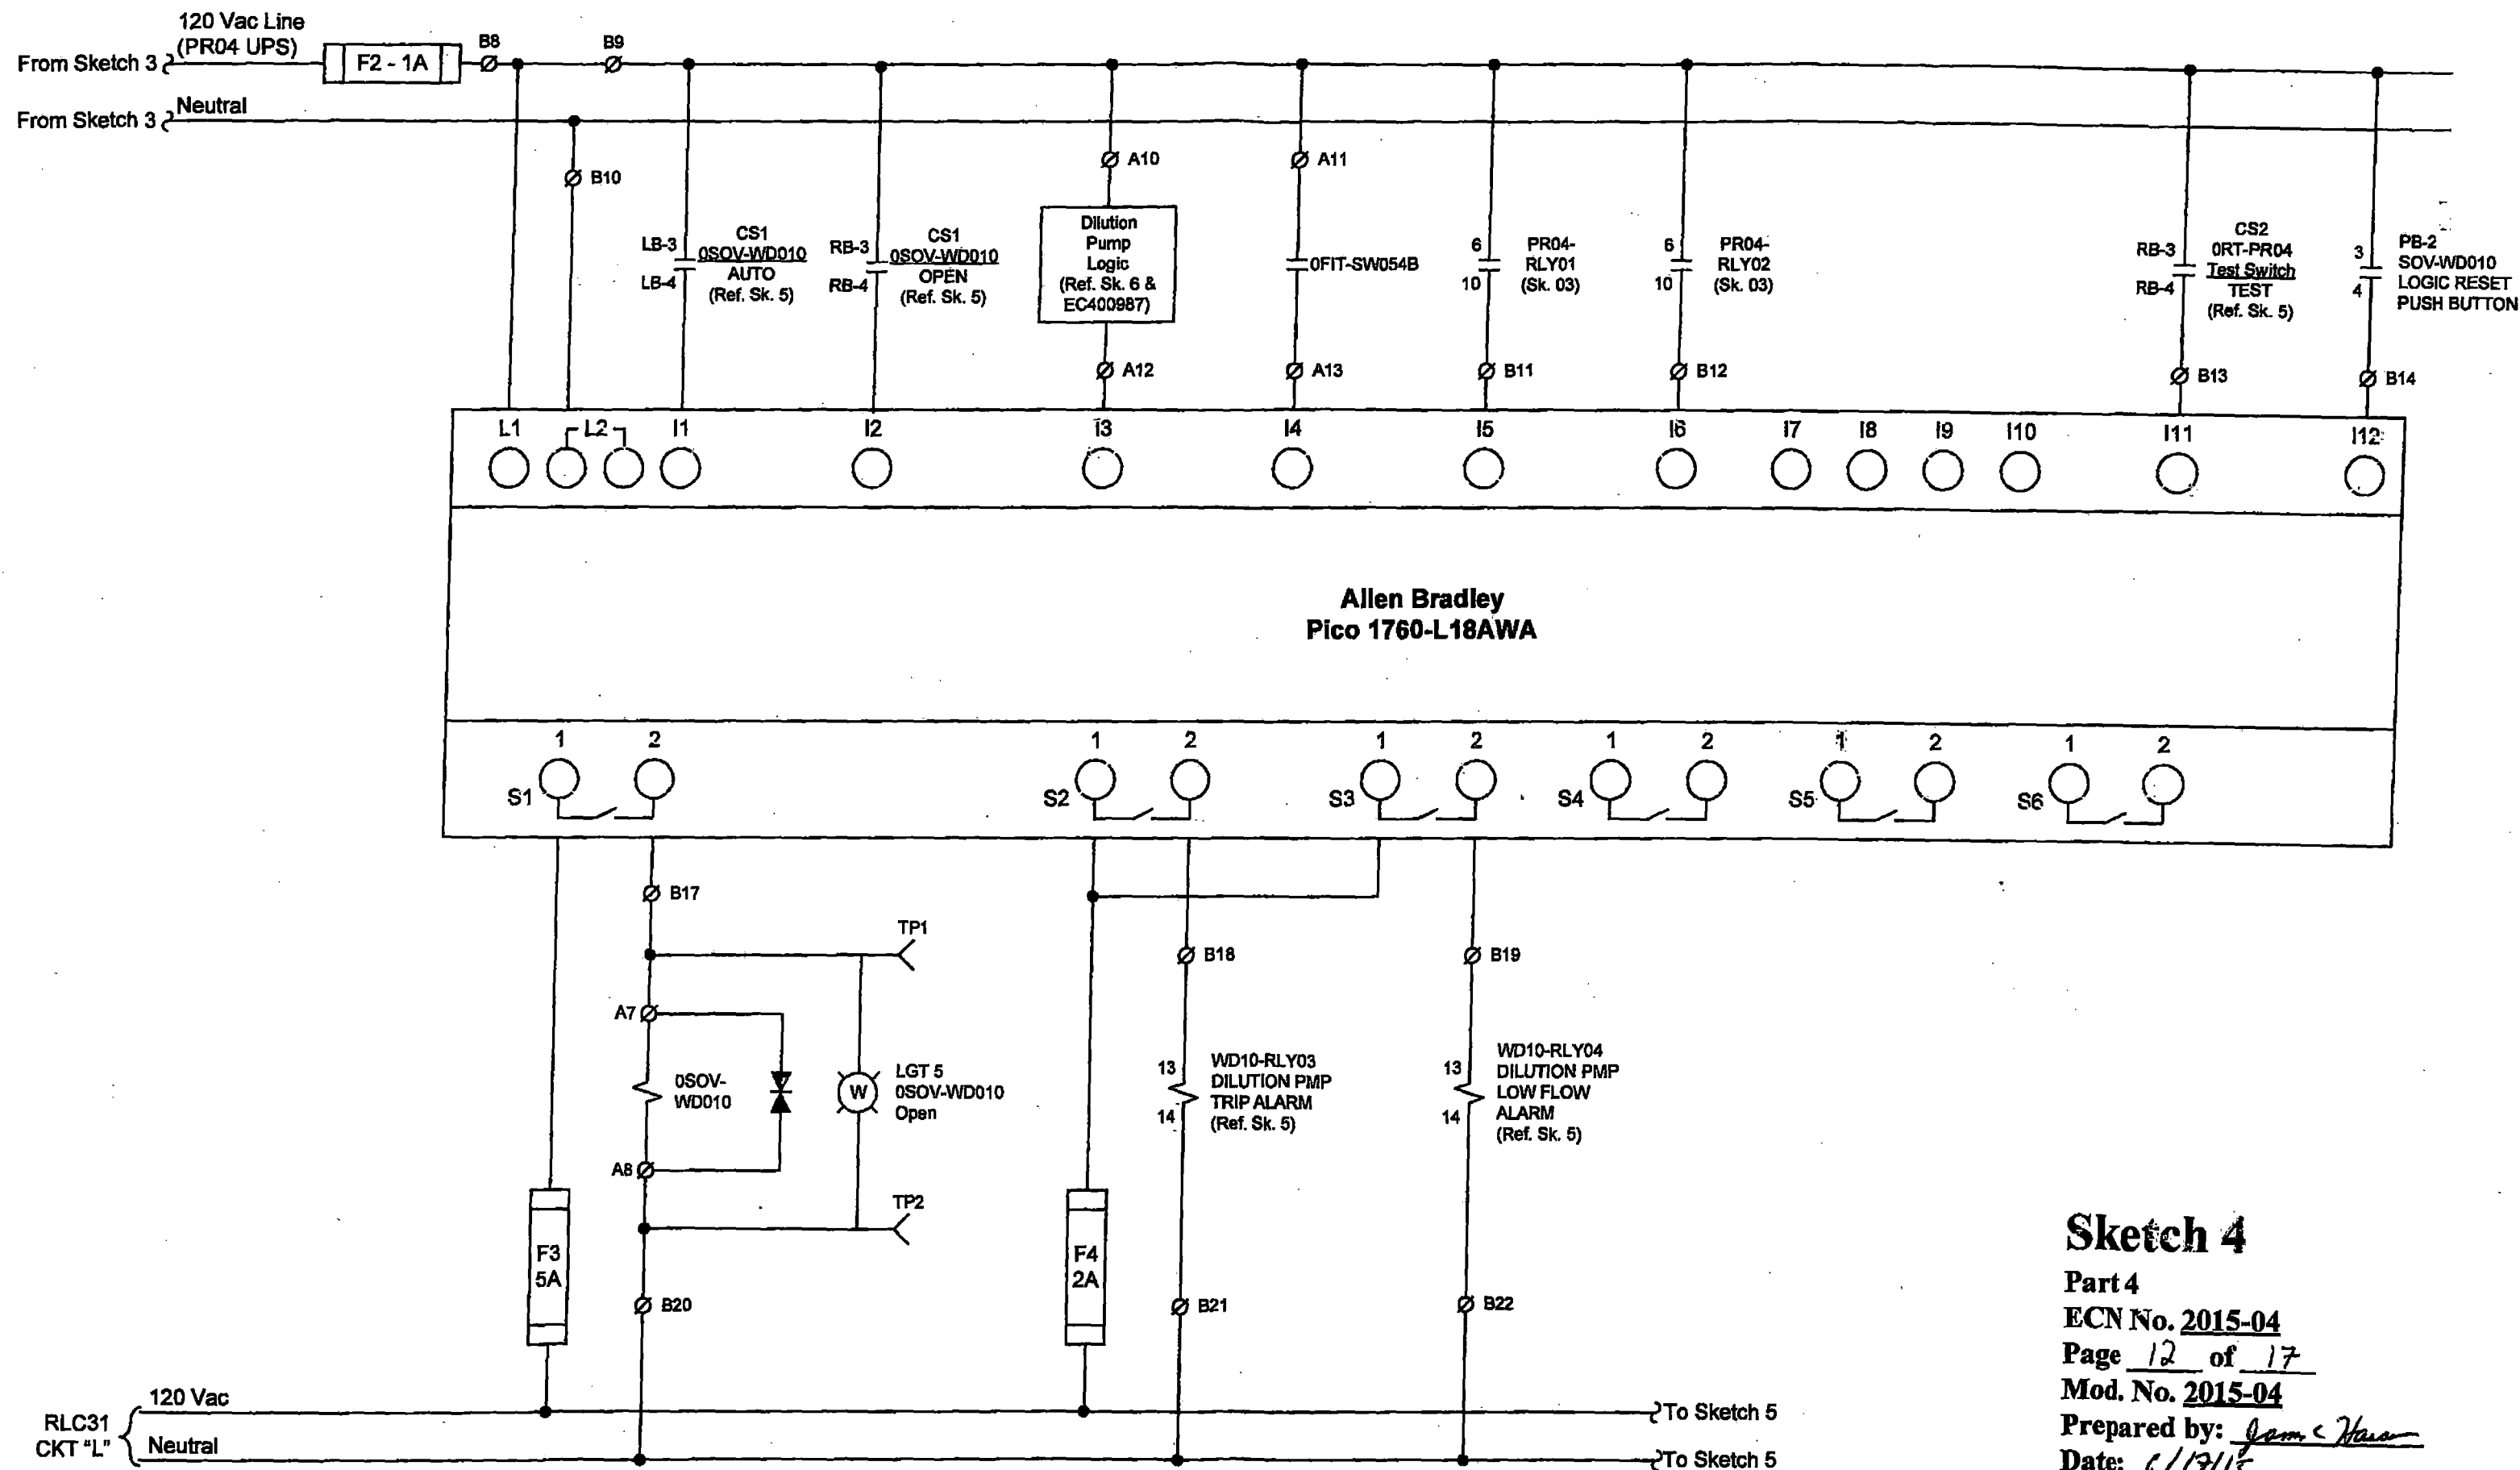 120 Vac Line
(PR04 UPS)
From Sketch 3
F2 - 1A
B8
B9
From Sketch 3
Neutral
B10
LB-3
LB-4
CS1
0SOV-WD010
AUTO
(Ref. Sk. 5)
RB-3
RB-4
CS1
0SOV-WD010
OPEN
(Ref. Sk. 5)
A10
Dilution
Pump
Logic
(Ref. Sk. 6 &
EC400987)
A12
A11
0FIT-SW054B
A13
6
10
PR04-
RLY01
(Sk. 03)
B11
6
10
PR04-
RLY02
(Sk. 03)
B12
RB-3
RB-4
CS2
0RT-PR04
Test Switch
TEST
(Ref. Sk. 5)
B13
3
4
PB-2
SOV-WD010
LOGIC RESET
PUSH BUTTON
B14
L1 L2 I1 I2 I3 I4 I5 I6 I7 I8 I9 I10 I11 I12
Allen Bradley
Pico 1760-L18AWA
1 2 1 2 1 2 1 2 1 2 1 2
S1 S2 S3 S4 S5 S6
B17
TP1
A7
0SOV-
WD010
W
LGT 5
0SOV-WD010
Open
A8
TP2
F3
5A
B20
B18
13
14
WD10-RLY03
DILUTION PMP
TRIP ALARM
(Ref. Sk. 5)
F4
2A
B21
B19
13
14
WD10-RLY04
DILUTION PMP
LOW FLOW
ALARM
(Ref. Sk. 5)
B22
RLC31
CKT "L"
120 Vac
Neutral
To Sketch 5
To Sketch 5
Sketch 4
Part 4
ECN No. 2015-04
Page 12 of 17
Mod. No. 2015-04
Prepared by:
Date: